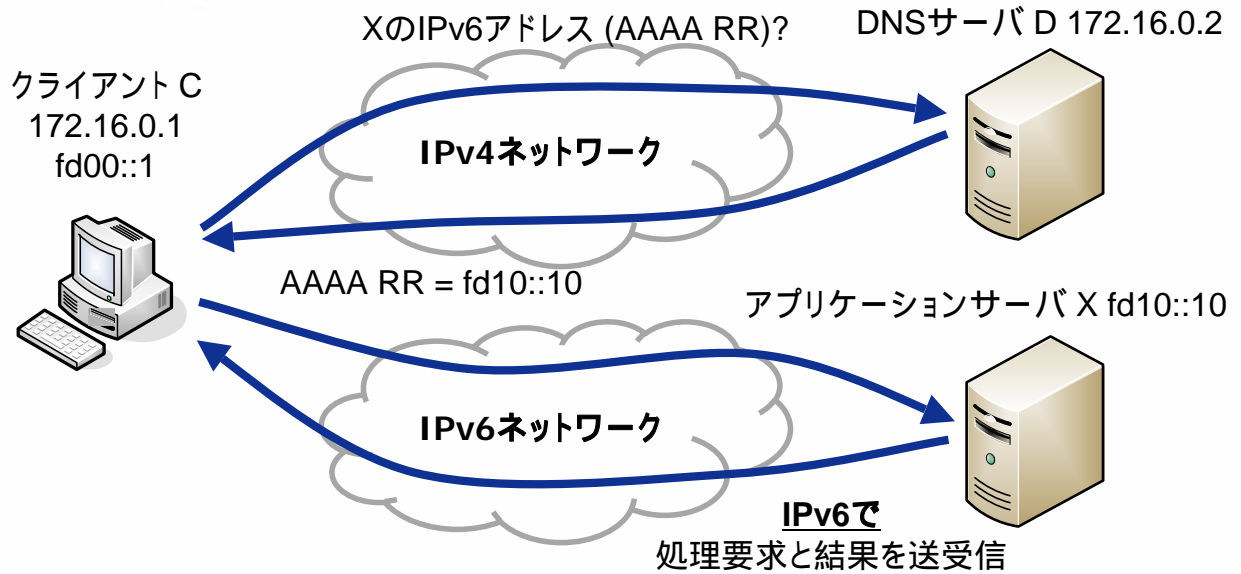 XのIPv6アドレス (AAAA RR)?
DNSサーバ D 172.16.0.2
クライアント C
172.16.0.1
fd00::1
IPv4ネットワーク
AAAA RR = fd10::10
アプリケーションサーバ X fd10::10
IPv6ネットワーク
IPv6で
処理要求と結果を送受信